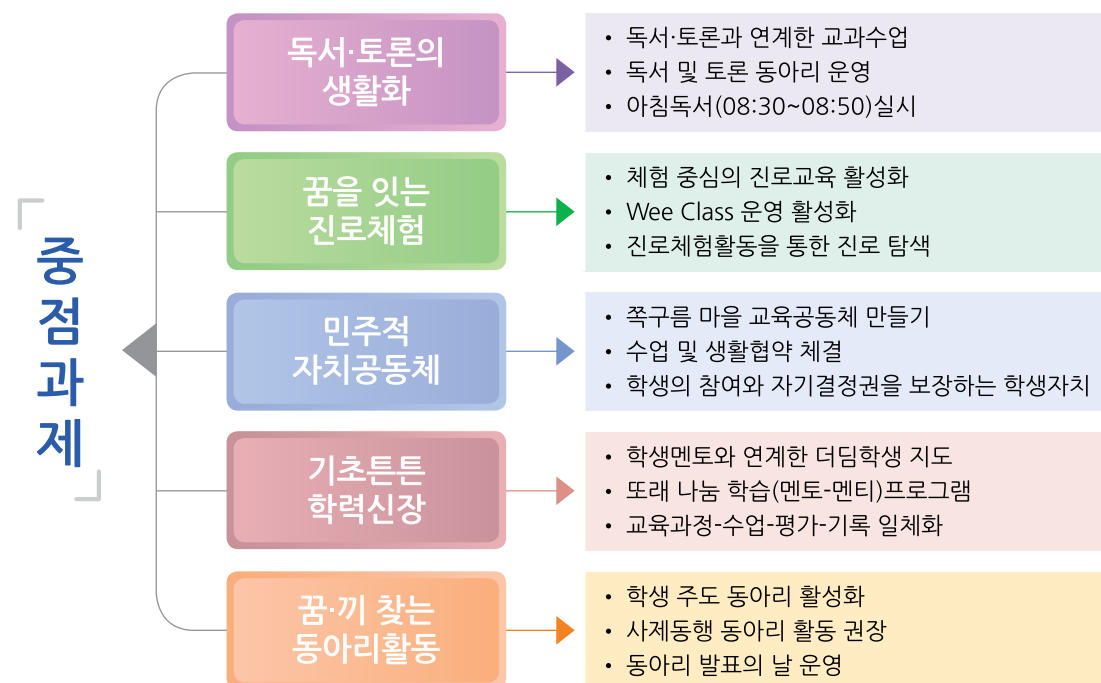 중점과제
독서·토론의
생활화
• 독서·토론과 연계한 교과수업
• 독서 및 토론 동아리 운영
• 아침독서(08:30~08:50)실시
꿈을 잇는
진로체험
• 체험 중심의 진로교육 활성화
• Wee Class 운영 활성화
• 진로체험활동을 통한 진로 탐색
민주적
자치공동체
• 쪽구름 마을 교육공동체 만들기
• 수업 및 생활협약 체결
• 학생의 참여와 자기결정권을 보장하는 학생자치
기초튼튼
학력신장
• 학생멘토와 연계한 더딤학생 지도
• 또래 나눔 학습(멘토-멘티)프로그램
• 교육과정-수업-평가-기록 일체화
꿈·끼 찾는
동아리활동
• 학생 주도 동아리 활성화
• 사제동행 동아리 활동 권장
• 동아리 발표의 날 운영